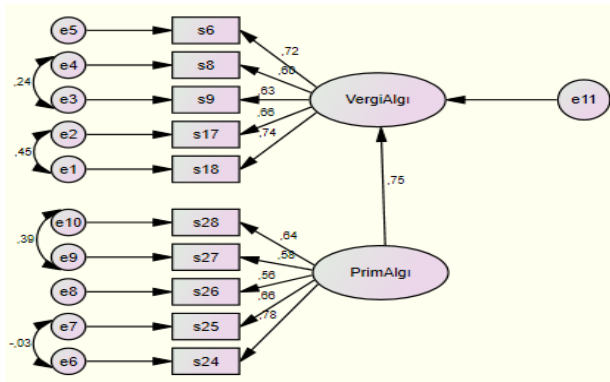 e5 s6
,72
e4 s8
,60
,24
e3 s9
,63
VergiAlgı e11
e2 s17
,66
,45
,74
e1 s18
,75
e10 s28
,64
,39
e9 s27
,58
PrimAlgı
e8 s26
,56
e7 s25
,66
-,03
,78
e6 s24